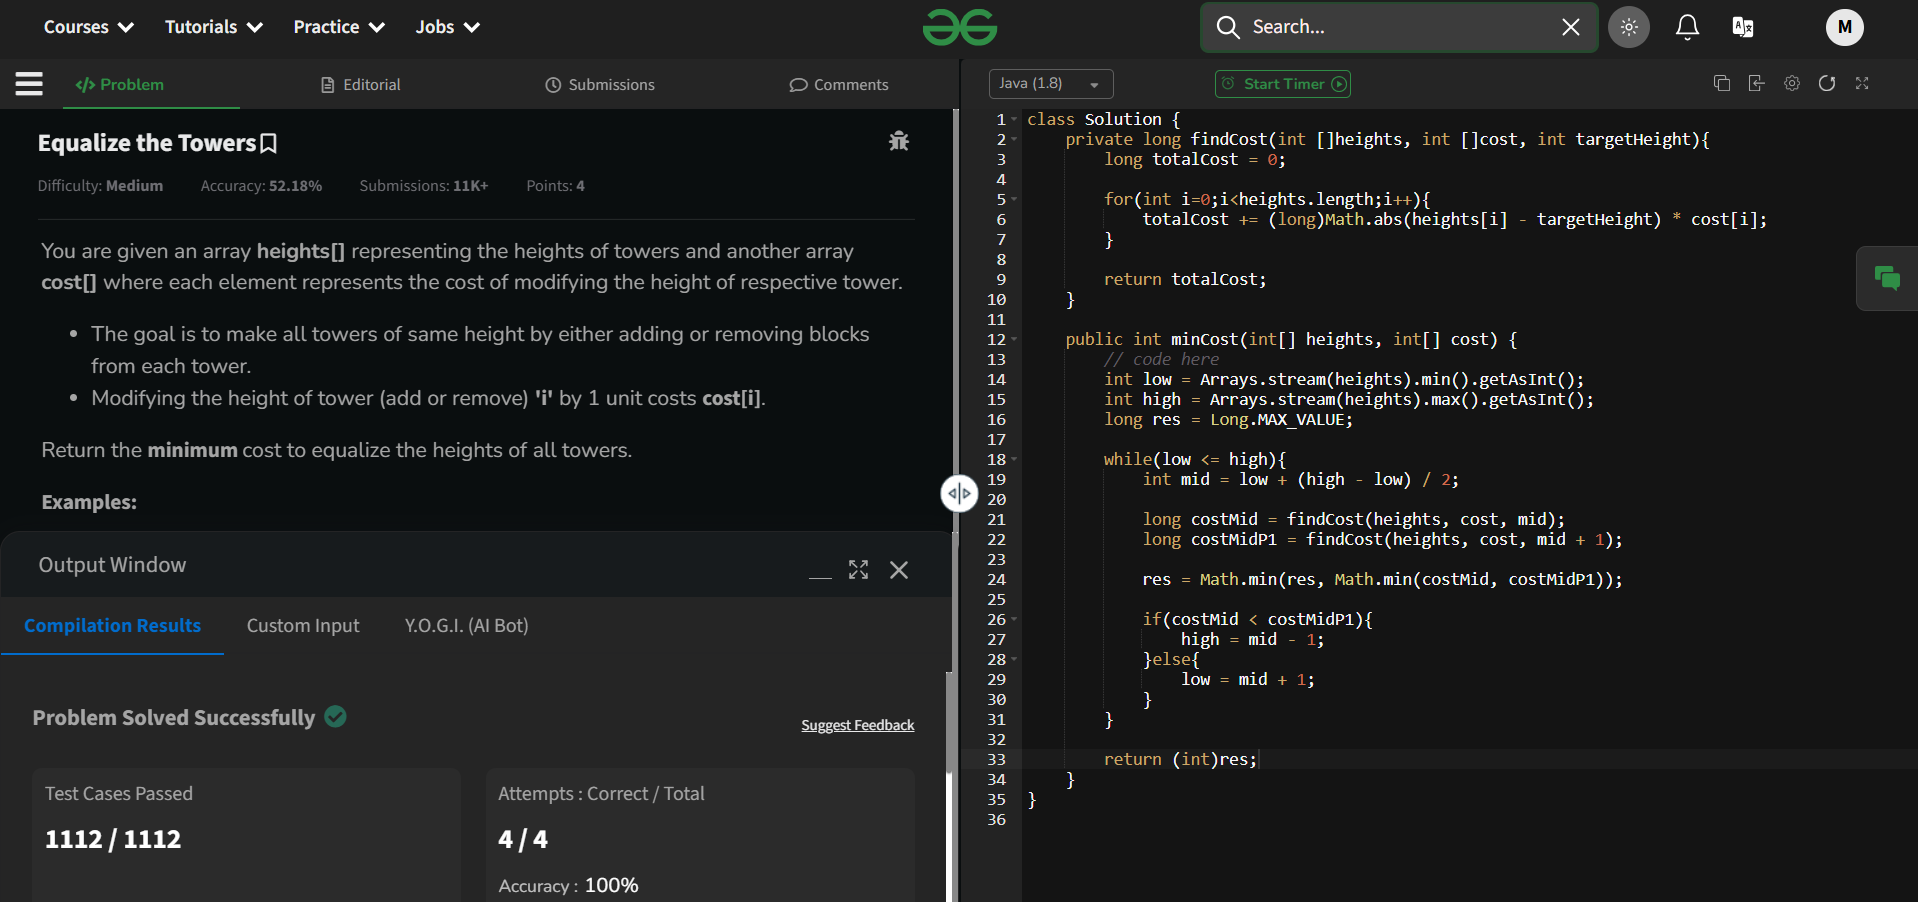 Courses Tutorials Practice Jobs Search... M
Problem Editorial Submissions Comments
Java (1.8) Start Timer
Equalize the Towers
Difficulty: Medium Accuracy: 52.18% Submissions: 11K+ Points: 4
You are given an array heights[] representing the heights of towers and another array
cost[] where each element represents the cost of modifying the height of respective tower.
• The goal is to make all towers of same height by either adding or removing blocks
from each tower.
• Modifying the height of tower (add or remove) 'i' by 1 unit costs cost[i].
Return the minimum cost to equalize the heights of all towers.
Examples:
Output Window
Compilation Results Custom Input Y.O.G.I. (AI Bot)
Problem Solved Successfully
Suggest Feedback
Test Cases Passed
1112 / 1112
Attempts : Correct / Total
4 / 4
Accuracy : 100%
1 class Solution {
2     private long findCost(int []heights, int []cost, int targetHeight){
3         long totalCost = 0;
4
5         for(int i=0;i<heights.length;i++){
6             totalCost += (long)Math.abs(heights[i] - targetHeight) * cost[i];
7         }
8
9         return totalCost;
10     }
11
12     public int minCost(int[] heights, int[] cost) {
13         // code here
14         int low = Arrays.stream(heights).min().getAsInt();
15         int high = Arrays.stream(heights).max().getAsInt();
16         long res = Long.MAX_VALUE;
17
18         while(low <= high){
19             int mid = low + (high - low) / 2;
20
21             long costMid = findCost(heights, cost, mid);
22             long costMidP1 = findCost(heights, cost, mid + 1);
23
24             res = Math.min(res, Math.min(costMid, costMidP1));
25
26             if(costMid < costMidP1){
27                 high = mid - 1;
28             }else{
29                 low = mid + 1;
30             }
31         }
32
33         return (int)res;
34     }
35 }
36